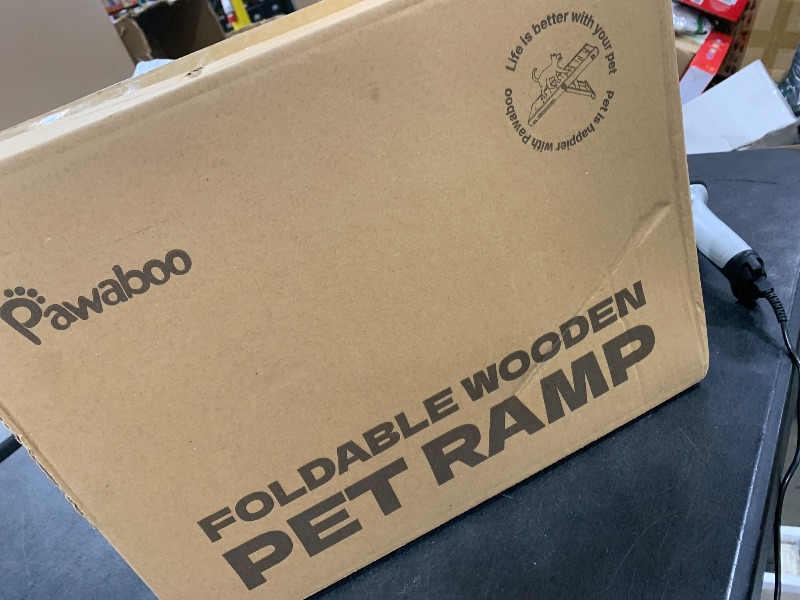 Life is better with your pet
Pet is happier with Pawaboo
Pawaboo
FOLDABLE WOODEN
PET RAMP